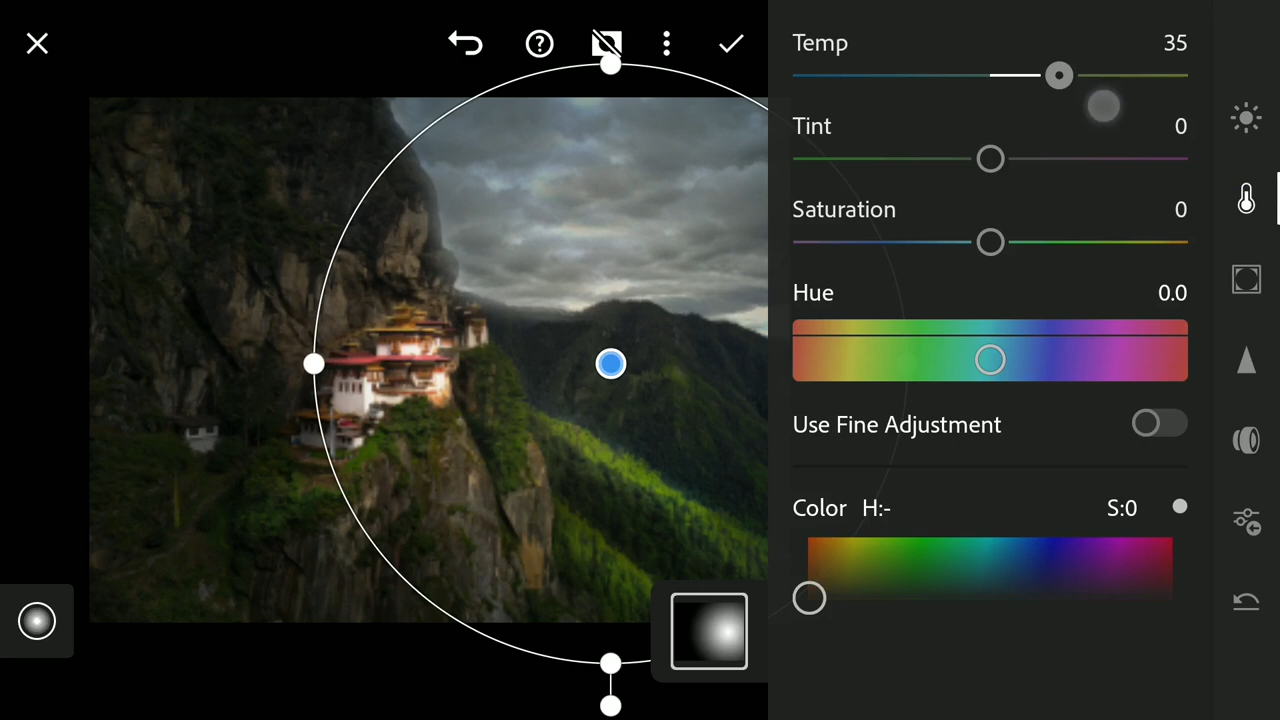 Temp 35
Tint 0
Saturation 0
Hue 0.0
Use Fine Adjustment
Color H:- S:0